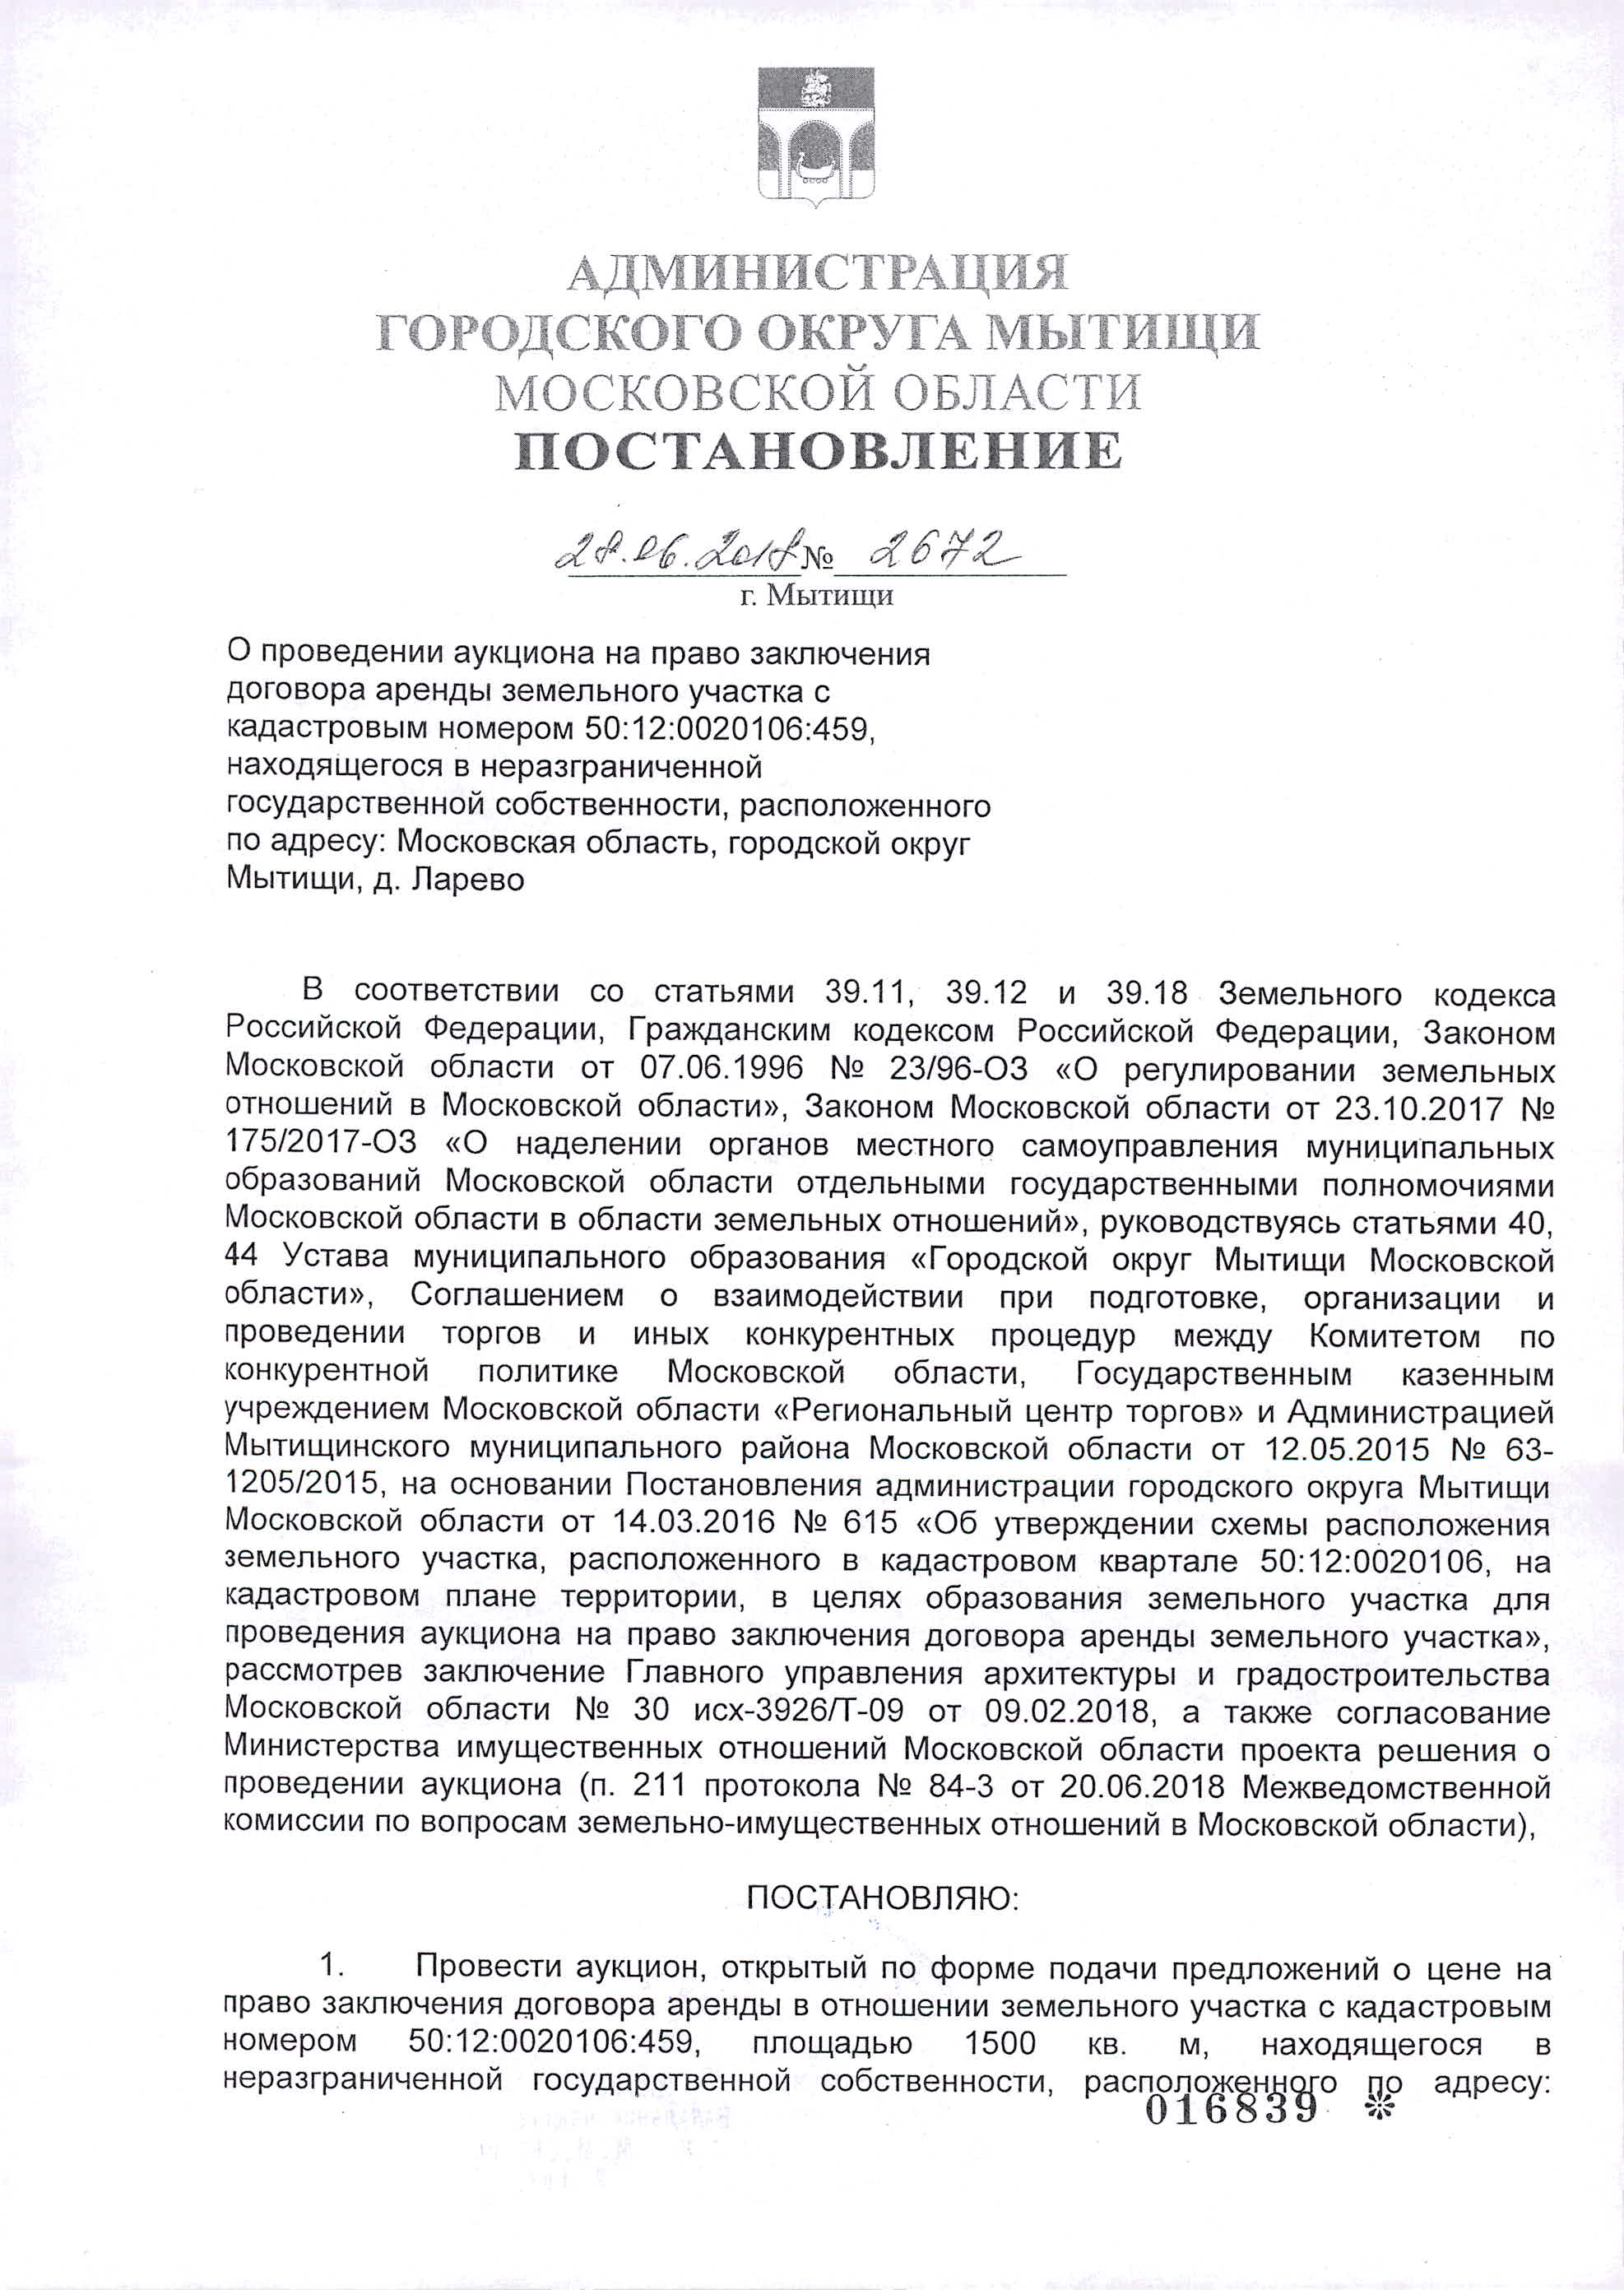 АДМИНИСТРАЦИЯ
ГОРОДСКОГО ОКРУГА МЫТИЩИ
МОСКОВСКОЙ ОБЛАСТИ
ПОСТАНОВЛЕНИЕ
28.06.2018 № 2672
г. Мытищи
О проведении аукциона на право заключения
договора аренды земельного участка с
кадастровым номером 50:12:0020106:459,
находящегося в неразграниченной
государственной собственности, расположенного
по адресу: Московская область, городской округ
Мытищи, д. Ларево
В соответствии со статьями 39.11, 39.12 и 39.18 Земельного кодекса
Российской Федерации, Гражданским кодексом Российской Федерации, Законом
Московской области от 07.06.1996 № 23/96-ОЗ «О регулировании земельных
отношений в Московской области», Законом Московской области от 23.10.2017 №
175/2017-ОЗ «О наделении органов местного самоуправления муниципальных
образований Московской области отдельными государственными полномочиями
Московской области в области земельных отношений», руководствуясь статьями 40,
44 Устава муниципального образования «Городской округ Мытищи Московской
области», Соглашением о взаимодействии при подготовке, организации и
проведении торгов и иных конкурентных процедур между Комитетом по
конкурентной политике Московской области, Государственным казенным
учреждением Московской области «Региональный центр торгов» и Администрацией
Мытищинского муниципального района Московской области от 12.05.2015 № 63-
1205/2015, на основании Постановления администрации городского округа Мытищи
Московской области от 14.03.2016 № 615 «Об утверждении схемы расположения
земельного участка, расположенного в кадастровом квартале 50:12:0020106, на
кадастровом плане территории, в целях образования земельного участка для
проведения аукциона на право заключения договора аренды земельного участка»,
рассмотрев заключение Главного управления архитектуры и градостроительства
Московской области № 30 исх-3926/Т-09 от 09.02.2018, а также согласование
Министерства имущественных отношений Московской области проекта решения о
проведении аукциона (п. 211 протокола № 84-З от 20.06.2018 Межведомственной
комиссии по вопросам земельно-имущественных отношений в Московской области),
ПОСТАНОВЛЯЮ:
1. Провести аукцион, открытый по форме подачи предложений о цене на
право заключения договора аренды в отношении земельного участка с кадастровым
номером 50:12:0020106:459, площадью 1500 кв. м, находящегося в
неразграниченной государственной собственности, расположенного по адресу:
016839 ❊